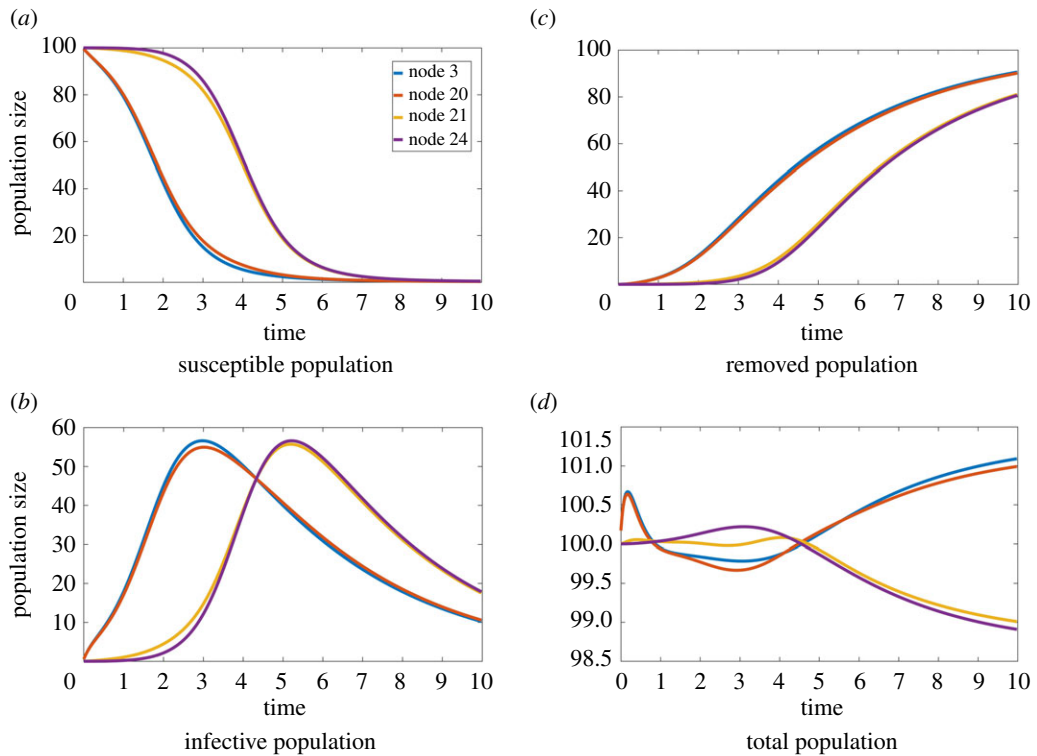 (a)
population size
100
80
60
40
20
0 1 2 3 4 5 6 7 8 9 10
node 3
node 20
node 21
node 24
time
susceptible population
(c)
100
80
60
40
20
0 1 2 3 4 5 6 7 8 9 10
time
removed population
(b)
population size
60
50
40
30
20
10
0 1 2 3 4 5 6 7 8 9 10
time
infective population
(d)
101.5
101.0
100.5
100.0
99.5
99.0
98.5
0 1 2 3 4 5 6 7 8 9 10
time
total population